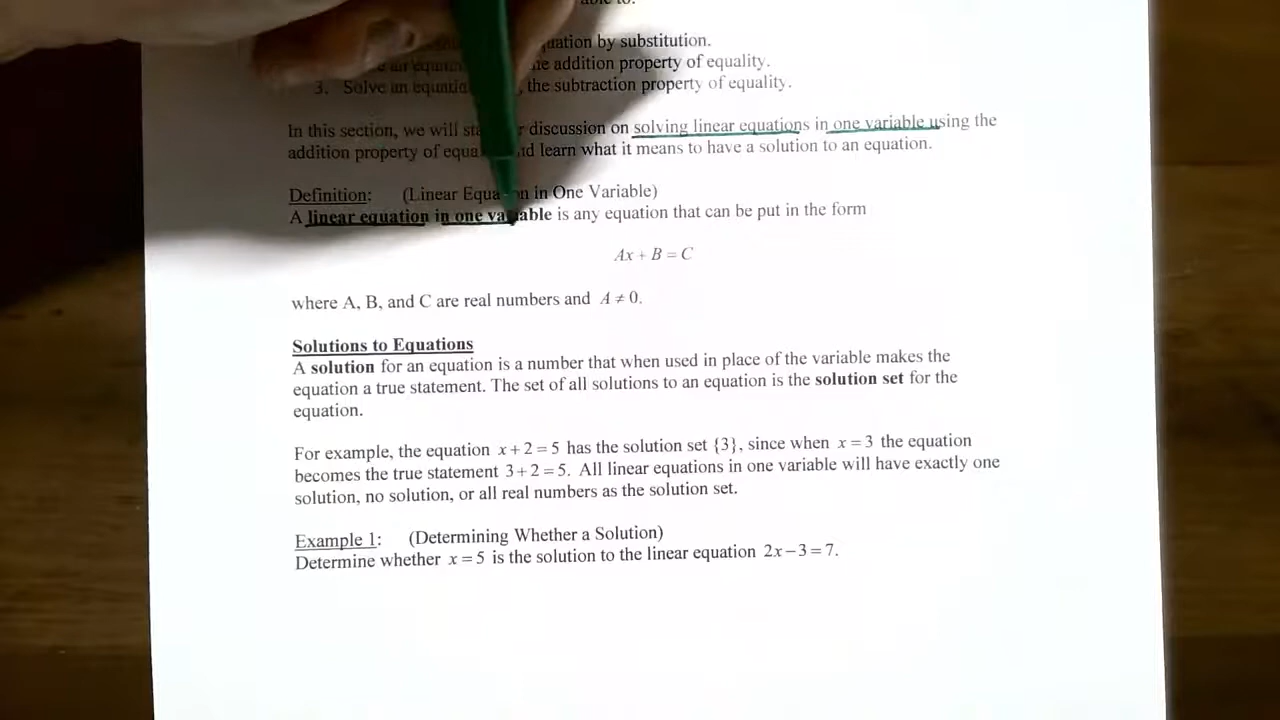 able to:
equation by substitution.
an equation the addition property of equality.
3. Solve an equation the subtraction property of equality.
In this section, we will discussion on solving linear equations in one variable using the
addition property of and learn what it means to have a solution to an equation.
Definition: (Linear Equation in One Variable)
A linear equation in one variable is any equation that can be put in the form
Ax + B = C
where A, B, and C are real numbers and A ≠ 0.
Solutions to Equations
A solution for an equation is a number that when used in place of the variable makes the
equation a true statement. The set of all solutions to an equation is the solution set for the
equation.
For example, the equation x + 2 = 5 has the solution set {3}, since when x = 3 the equation
becomes the true statement 3 + 2 = 5. All linear equations in one variable will have exactly one
solution, no solution, or all real numbers as the solution set.
Example 1: (Determining Whether a Solution)
Determine whether x = 5 is the solution to the linear equation 2x − 3 = 7.